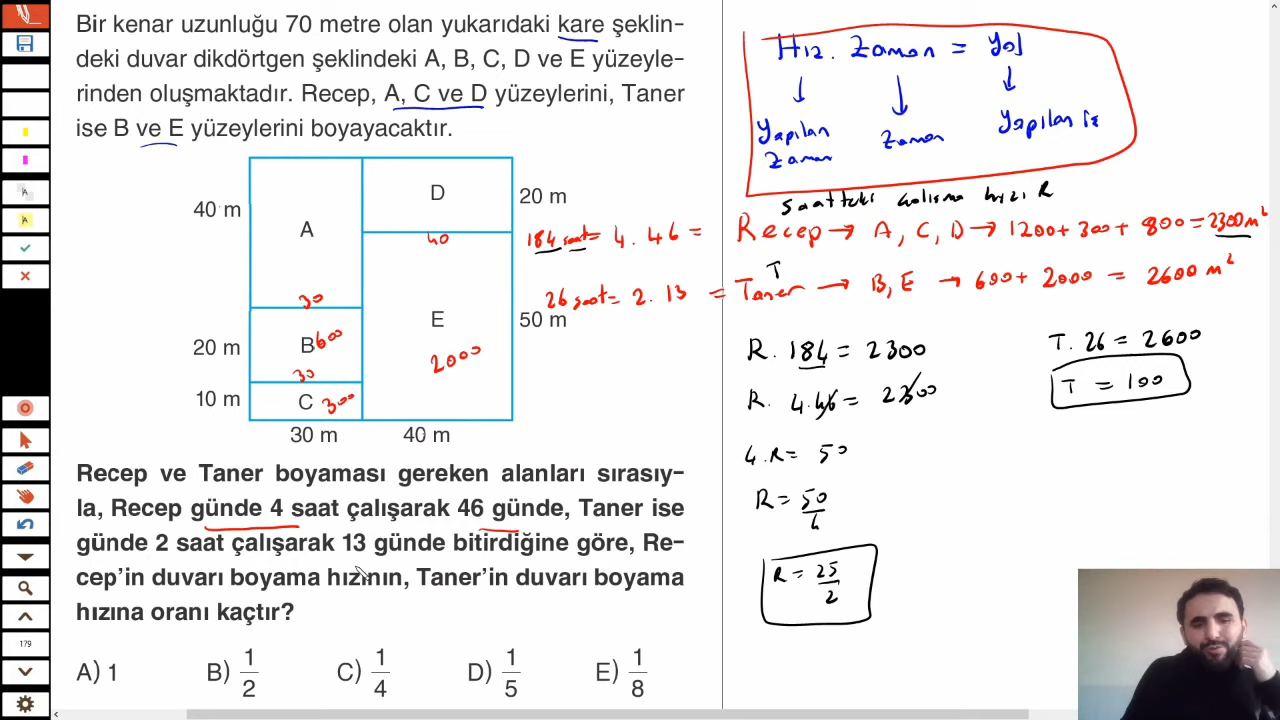 Bir kenar uzunluğu 70 metre olan yukarıdaki kare şeklin-
deki duvar dikdörtgen şeklindeki A, B, C, D ve E yüzeyle-
rinden oluşmaktadır. Recep, A, C ve D yüzeylerini, Taner
ise B ve E yüzeylerini boyayacaktır.
40 m
A
30
D
40
20 m
20 m
B 600
30
E
2000
50 m
10 m
C 300
30 m
40 m
Recep ve Taner boyaması gereken alanları sırasıy-
la, Recep günde 4 saat çalışarak 46 günde, Taner ise
günde 2 saat çalışarak 13 günde bitirdiğine göre, Re-
cep'in duvarı boyama hızının, Taner'in duvarı boyama
hızına oranı kaçtır?
A) 1
B) 1/2
C) 1/4
D) 1/5
E) 1/8
Hız . Zaman = Yol
Yapılan Zaman
Zaman
Yapılan iş
saatteki çalışma hızı R
184 saat = 4 . 46 = Recep → A, C, D → 1200 + 300 + 800 = 2300 m²
T
26 saat = 2 . 13 = Taner → B, E → 600 + 2000 = 2600 m²
R . 184 = 2300
R . 4 . 46 = 2300
4 . R = 50
R = 50/4
R = 25/2
T . 26 = 2600
T = 100
179